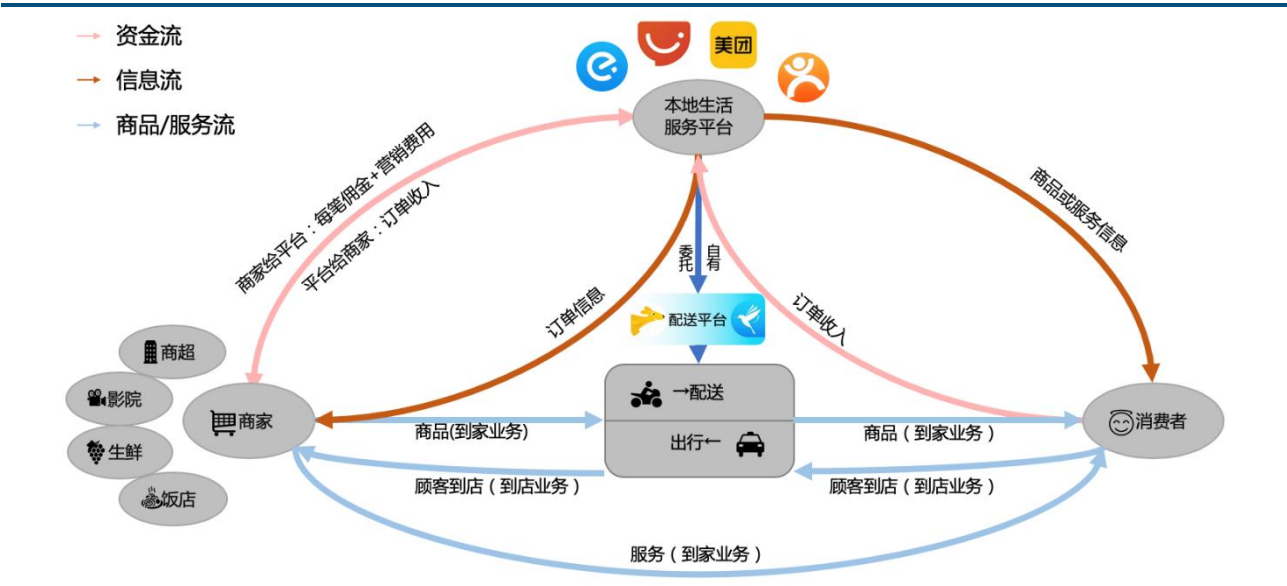 资金流
信息流
商品/服务流
美团
本地生活
服务平台
商家给平台：每笔佣金+营销费用
平台给商家：订单收入
商品或服务信息
委托
自有
订单信息
订单收入
配送平台
商超
影院
生鲜
饭店
商家
→配送
出行←
消费者
商品(到家业务)
商品（到家业务）
顾客到店（到店业务）
顾客到店（到店业务）
服务（到家业务）